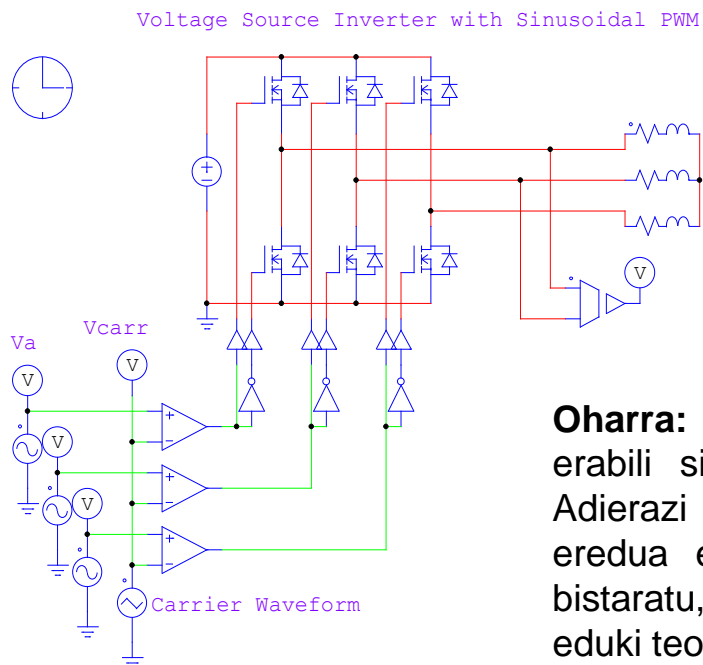 Voltage Source Inverter with Sinusoidal PWM
V
Vcarr
Va
V
V
V
V
Carrier Waveform
Oharra:
erabili si
Adierazi
eredua e
bistaratu,
eduki teo